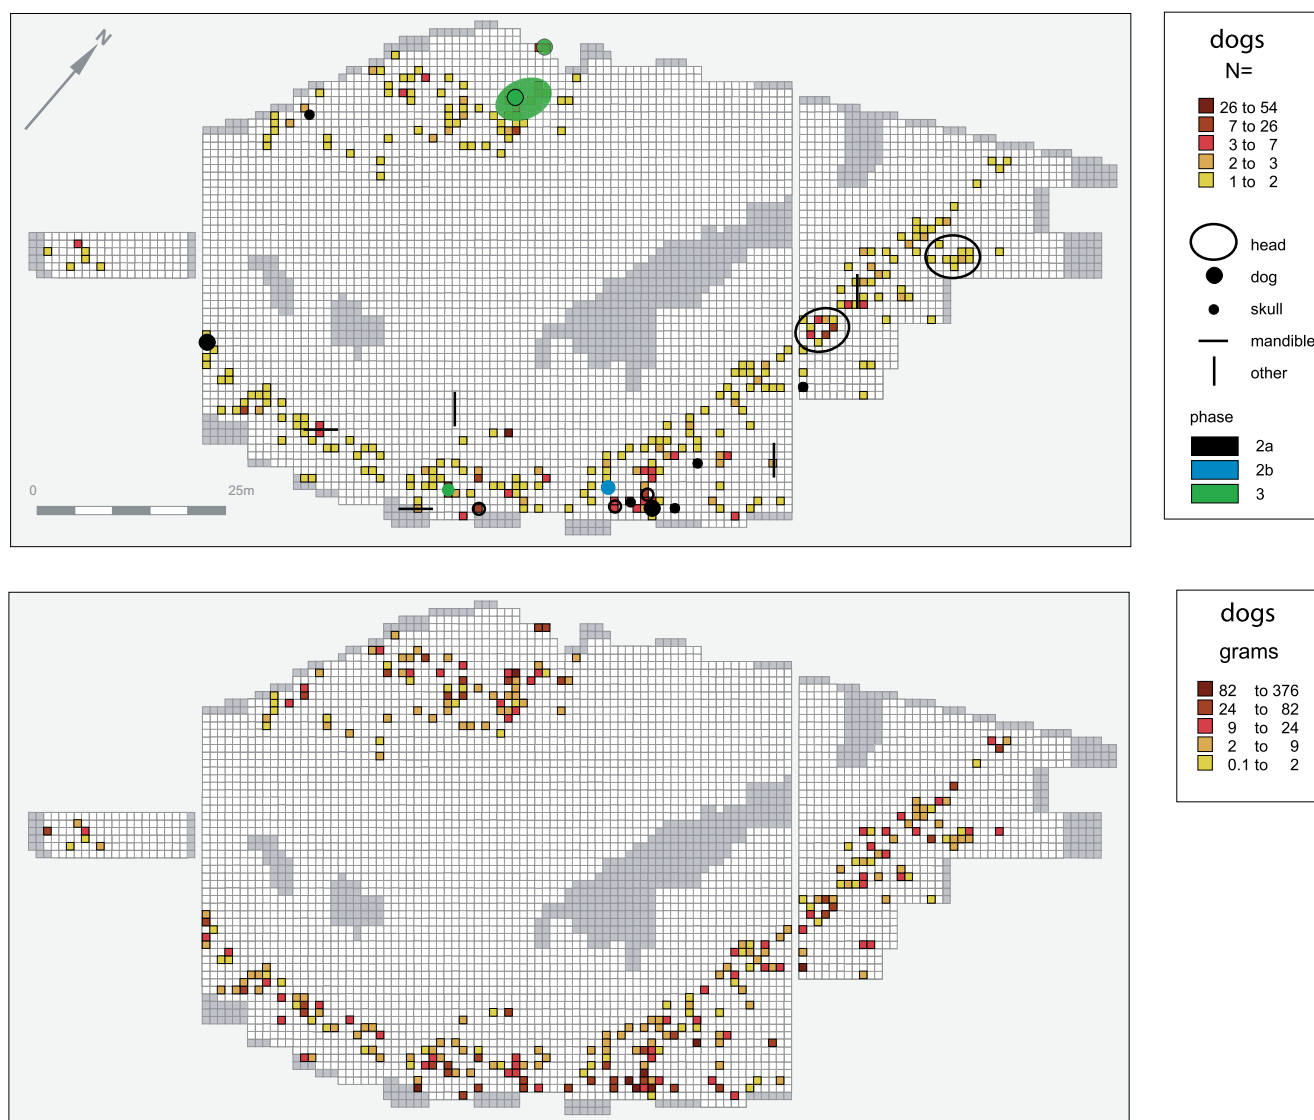 N
0 25m
dogs
N=
26 to 54
7 to 26
3 to 7
2 to 3
1 to 2
head
dog
skull
mandible
other
phase
2a
2b
3
dogs
grams
82 to 376
24 to 82
9 to 24
2 to 9
0.1 to 2